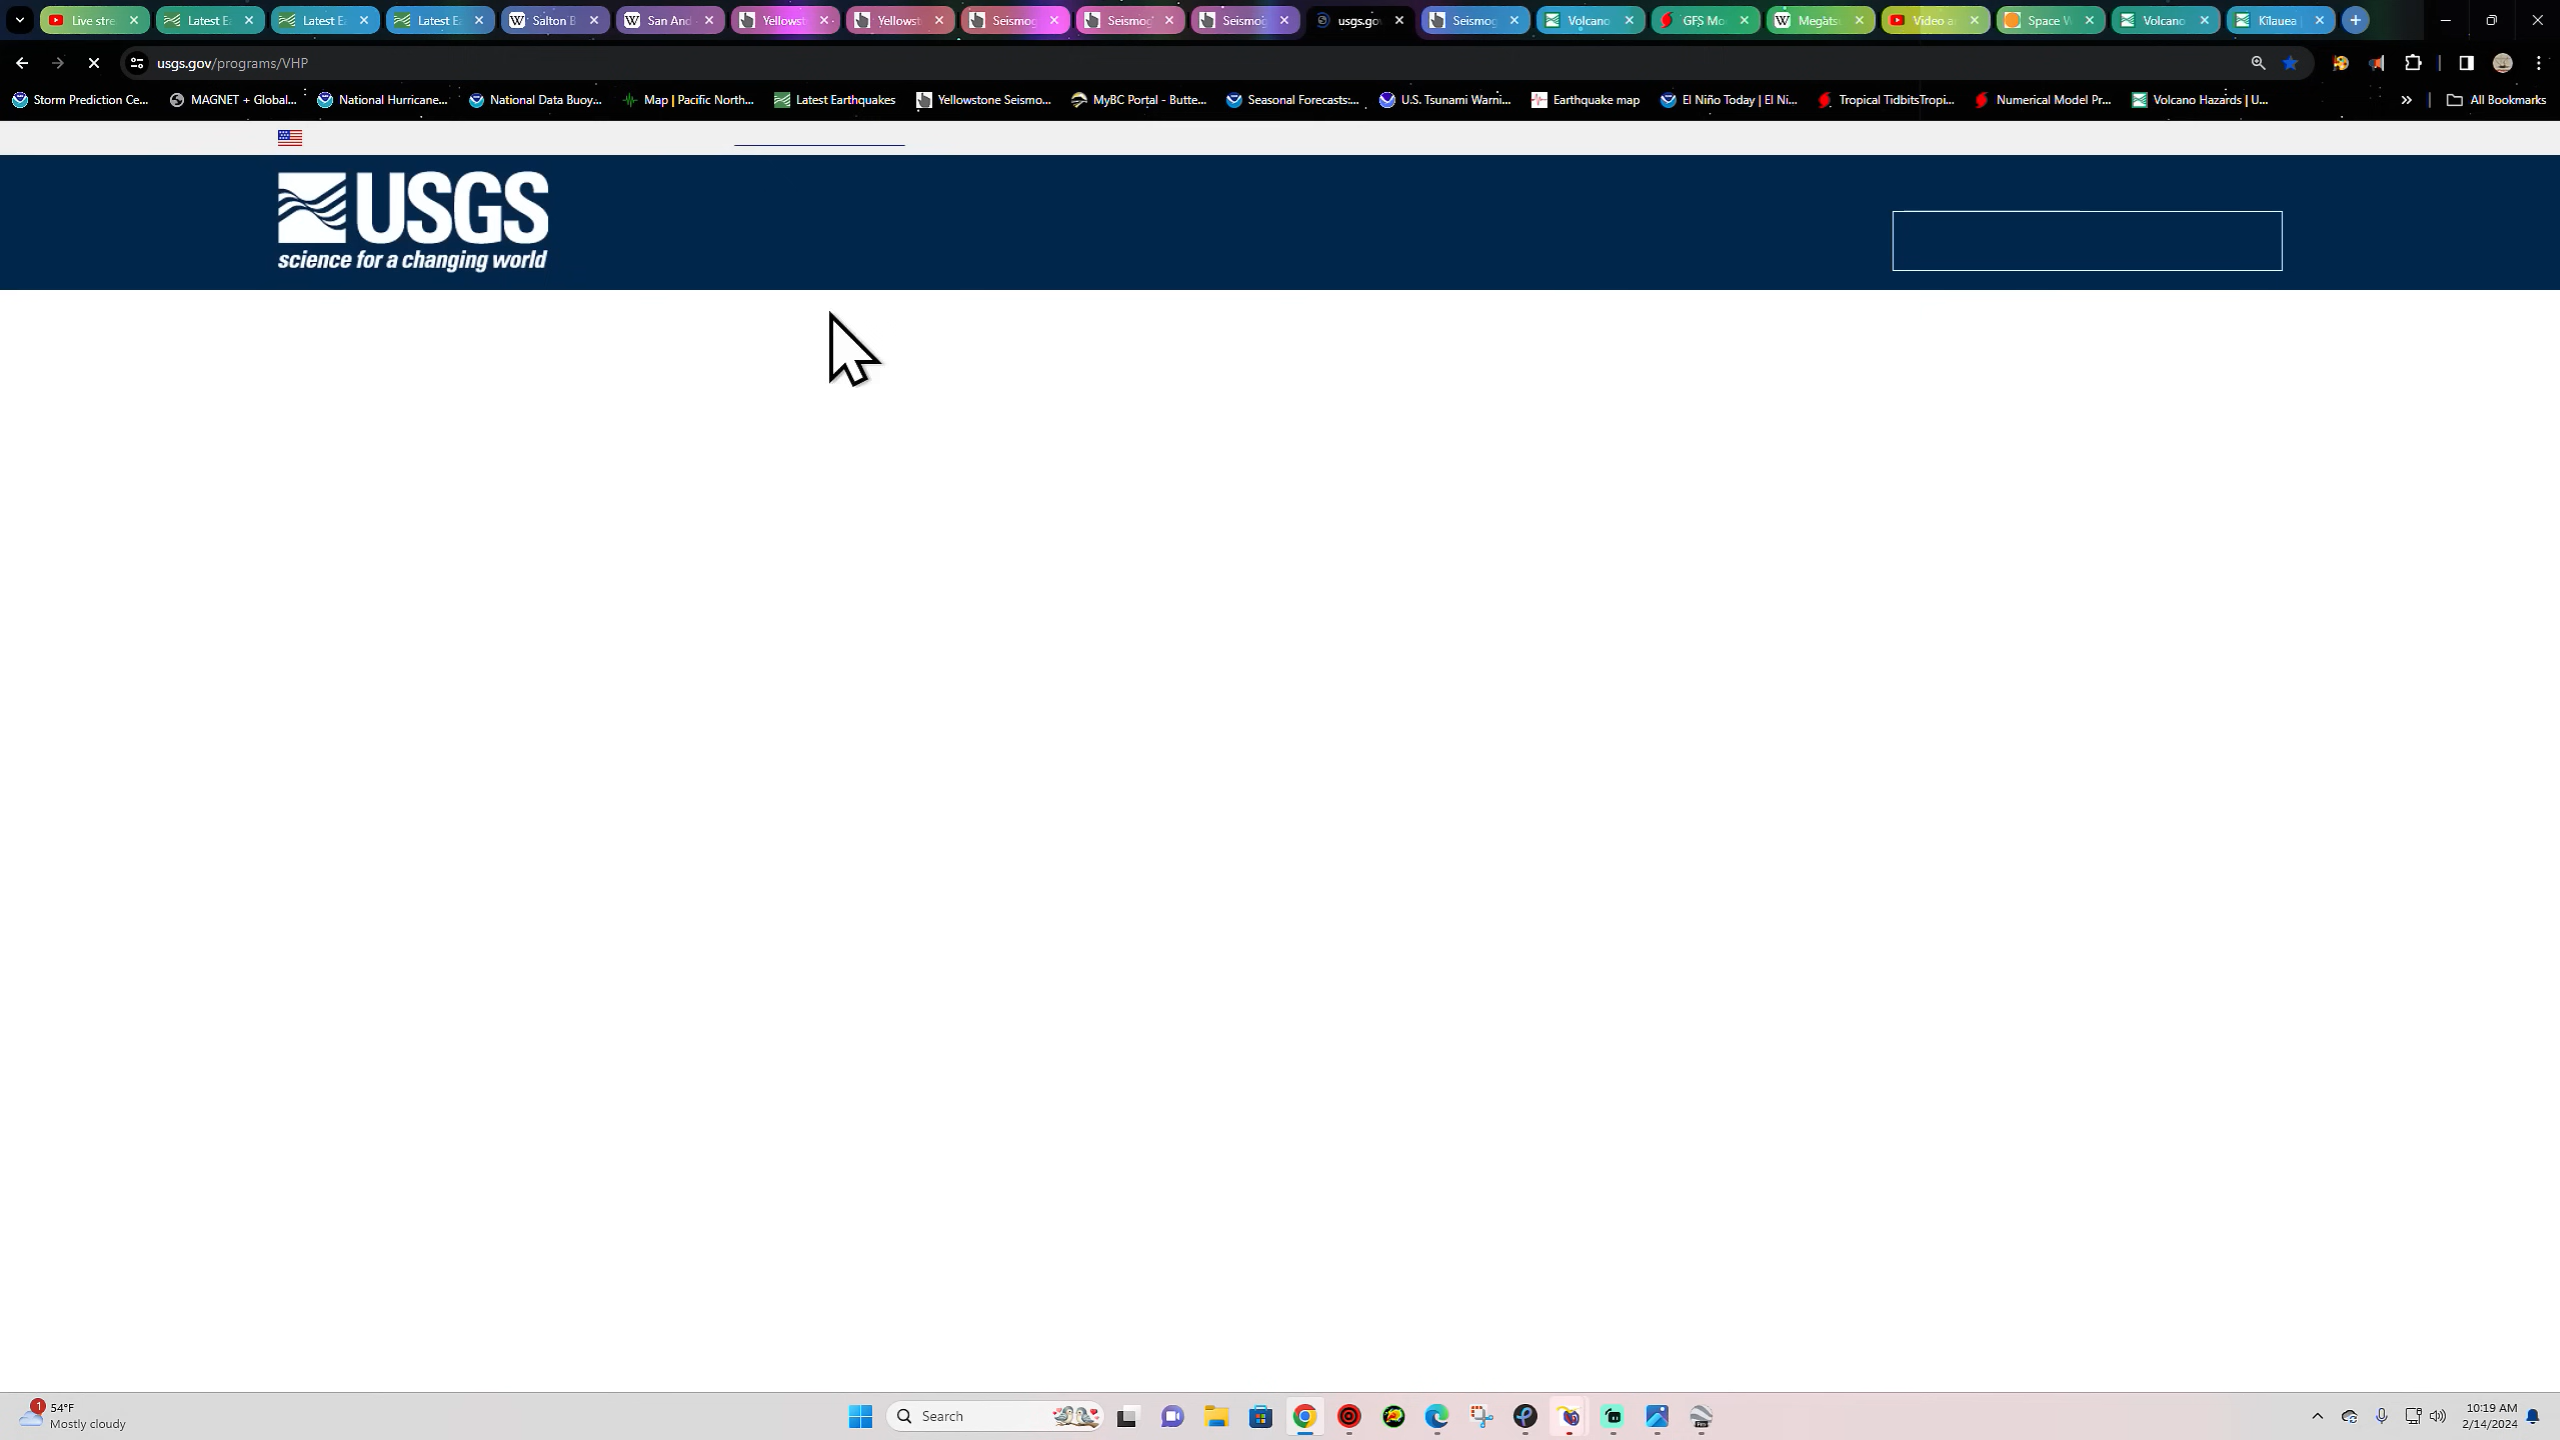 Live stre
Latest E
Latest E
Latest E
Salton B
San And
Yellowst
Yellowst
Seismog
Seismog
Seismog
usgs.gov
Seismog
Volcano
GFS Mo
Megats
Video a
Space W
Volcano
Kīlauea
usgs.gov/programs/VHP
Storm Prediction Ce...
MAGNET + Global...
National Hurricane...
National Data Buoy...
Map | Pacific North...
Latest Earthquakes
Yellowstone Seismo...
MyBC Portal - Butte...
Seasonal Forecasts:...
U.S. Tsunami Warni...
Earthquake map
El Niño Today | El Ni...
Tropical TidbitsTropi...
Numerical Model Pr...
Volcano Hazards | U...
All Bookmarks
USGS
science for a changing world
1
54°F
Mostly cloudy
Search
10:19 AM
2/14/2024